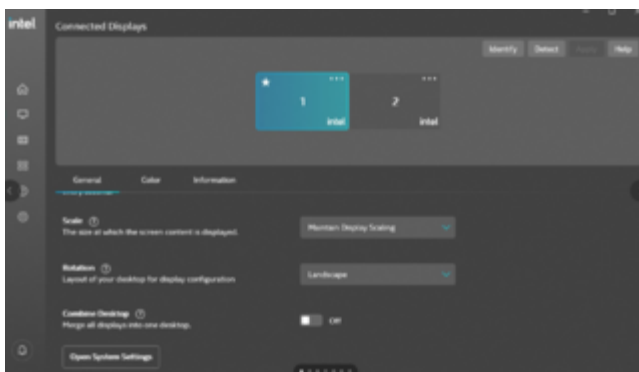 intel
Connected Displays
Identify Detect Apply Help
1
intel
2
intel
General Color Information
Scale
The size at which the screen content is displayed.
Maintain Display Scaling
Rotation
Layout of your desktop for display configuration
Landscape
Combine Desktop
Merge all displays into one desktop.
Off
Open System Settings